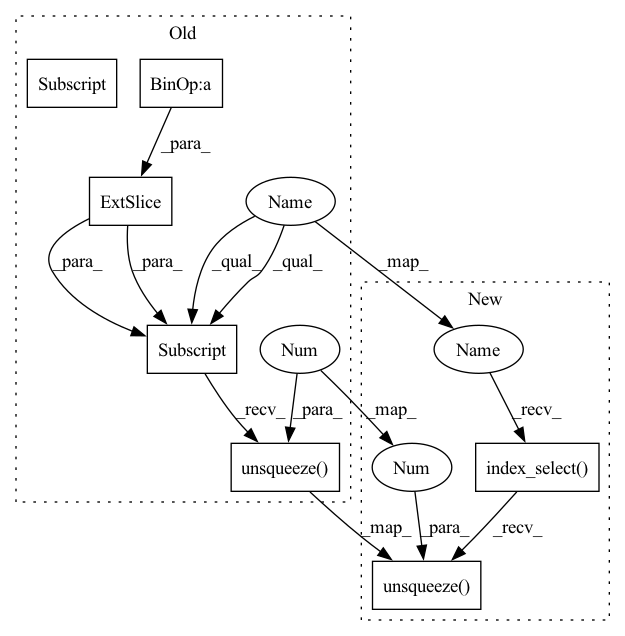 Old
Subscript
BinOp:a
_para_
ExtSlice
Name
_para_
_para_
_qual_
_qual_
_map_
New
Subscript
Num
Name
_recv_
_para_
_map_
_recv_
unsqueeze()
Num
index_select()
_map_
_para_
_recv_
unsqueeze()